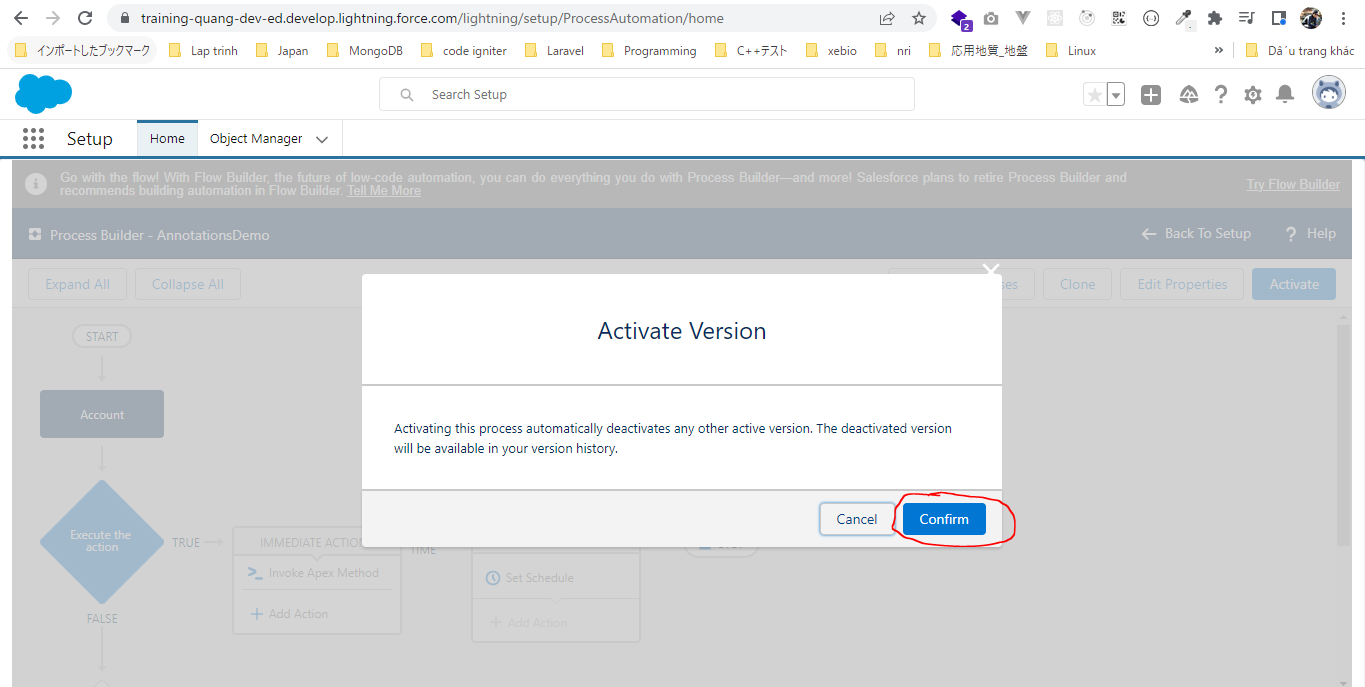 training-quang-dev-ed.develop.lightning.force.com/lightning/setup/ProcessAutomation/home
2
インポートしたブックマーク Lap trinh Japan MongoDB code igniter Laravel Programming C++テスト xebio nri 応用地質_地盤 Linux » Dấu trang khác
Search Setup
Setup Home Object Manager
Go with the flow! With Flow Builder, the future of low-code automation, you can do everything you do with Process Builder—and more! Salesforce plans to retire Process Builder and
recommends building automation in Flow Builder. Tell Me More
Try Flow Builder
Process Builder - AnnotationsDemo
Back To Setup ? Help
Expand All Collapse All Clone Edit Properties Activate
START
Account
Execute the
action
TRUE
FALSE
IMMEDIATE ACTION
Invoke Apex Method
+ Add Action
TIME
Set Schedule
+ Add Action
Activate Version
Activating this process automatically deactivates any other active version. The deactivated version
will be available in your version history.
Cancel Confirm